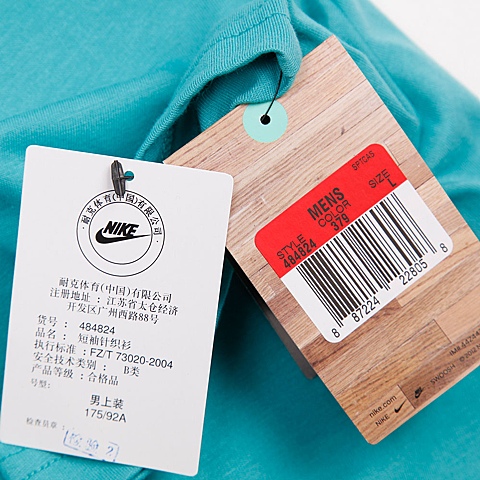 ·耐克体育(中国)有限公司·
NIKE
耐克体育(中国)有限公司
注册地址：江苏省太仓经济
开发区广州西路88号
货号： 484824
品名： 短袖针织衫
执行标准：FZ/T 73020-2004
安全技术类别： B类
产品等级：合格品
号型：
男上装
175/92A
检查员章：
SP7CAS
MENS
SIZE L
COLOR
379
STYLE
484824
8 87224 22805 8
nike.com
NIKE
SWOOSH